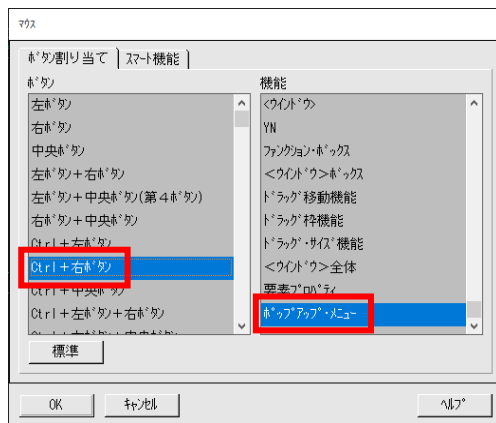 マウス
ボタン割り当て
スマート機能
ボタン
左ボタン
右ボタン
中央ボタン
左ボタン+右ボタン
左ボタン+中央ボタン(第4ボタン)
右ボタン+中央ボタン
Ctrl+左ボタン
Ctrl+右ボタン
Ctrl+中央ボタン
Ctrl+左ボタン+右ボタン
機能
<ウインドウ>
YN
ファンクション・ボックス
<ウインドウ>ボックス
ドラッグ移動機能
ドラッグ枠機能
ドラッグ・サイズ機能
<ウインドウ>全体
要素プロパティ
ポップアップ・メニュー
標準
OK
キャンセル
ヘルプ